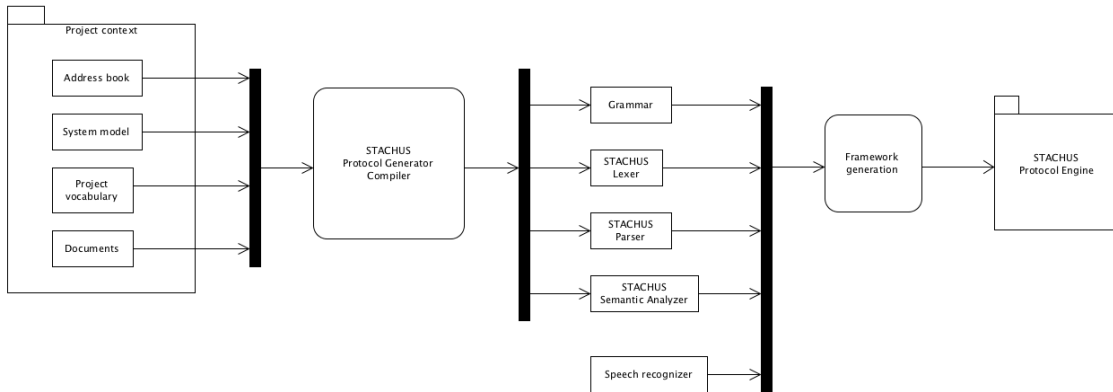 Project context
Address book
System model
Project
vocabulary
Documents
STACHUS
Protocol Generator
Compiler
Grammar
STACHUS
Lexer
STACHUS
Parser
STACHUS
Semantic Analyzer
Speech recognizer
Framework
generation
STACHUS
Protocol Engine